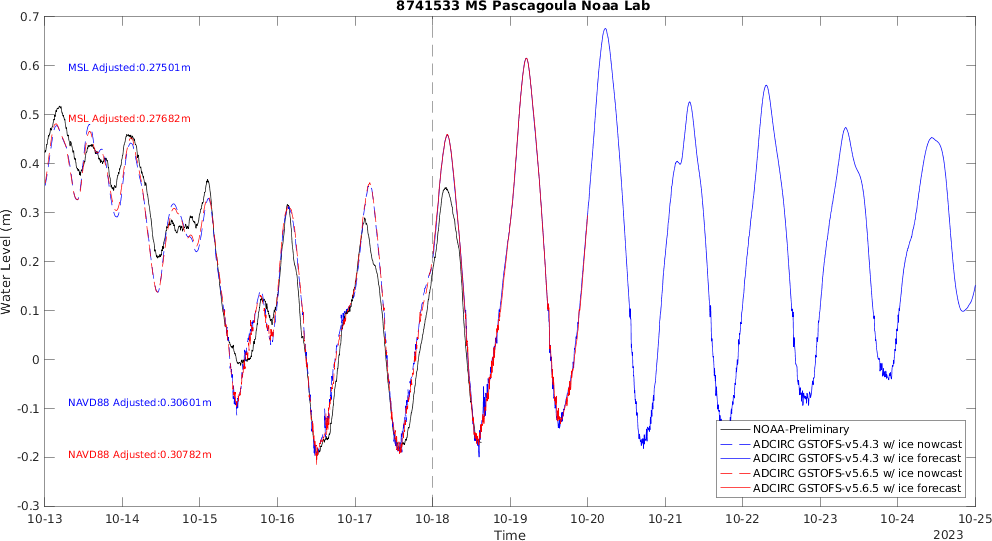 8741533 MS Pascagoula Noaa Lab
0.7
0.6
0.5
0.4
0.3
0.2
0.1
0
-0.1
-0.2
-0.3
Water Level (m)
MSL Adjusted:0.27501m
MSL Adjusted:0.27682m
NAVD88 Adjusted:0.30601m
NAVD88 Adjusted:0.30782m
NOAA-Preliminary
ADCIRC GSTOFS-v5.4.3 w/ ice nowcast
ADCIRC GSTOFS-v5.4.3 w/ ice forecast
ADCIRC GSTOFS-v5.6.5 w/ ice nowcast
ADCIRC GSTOFS-v5.6.5 w/ ice forecast
10-13 10-14 10-15 10-16 10-17 10-18 10-19 10-20 10-21 10-22 10-23 10-24 10-25
Time
2023